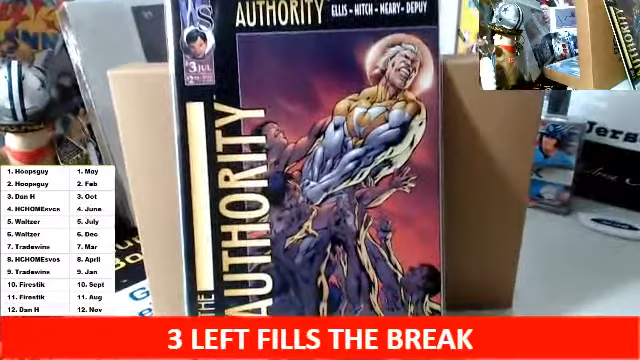 AUTHORITY
ELLIS - HITCH - NEARY - DEPUY
WS
#3 JUL
THE
AUTHORITY
1. Hoopsguy 1. May
2. Hoopsguy 2. Feb
3. Dan H 3. Oct
4. HCHOMEsvcs 4. June
5. Waltzer 5. July
6. Waltzer 6. Dec
7. Tradewins 7. Mar
8. HCHOMEsvcs 8. April
9. Tradewins 9. Jan
10. Firestik 10. Sept
11. Firestik 11. Aug
12. Dan H 12. Nov
Jerse
3 LEFT FILLS THE BREAK